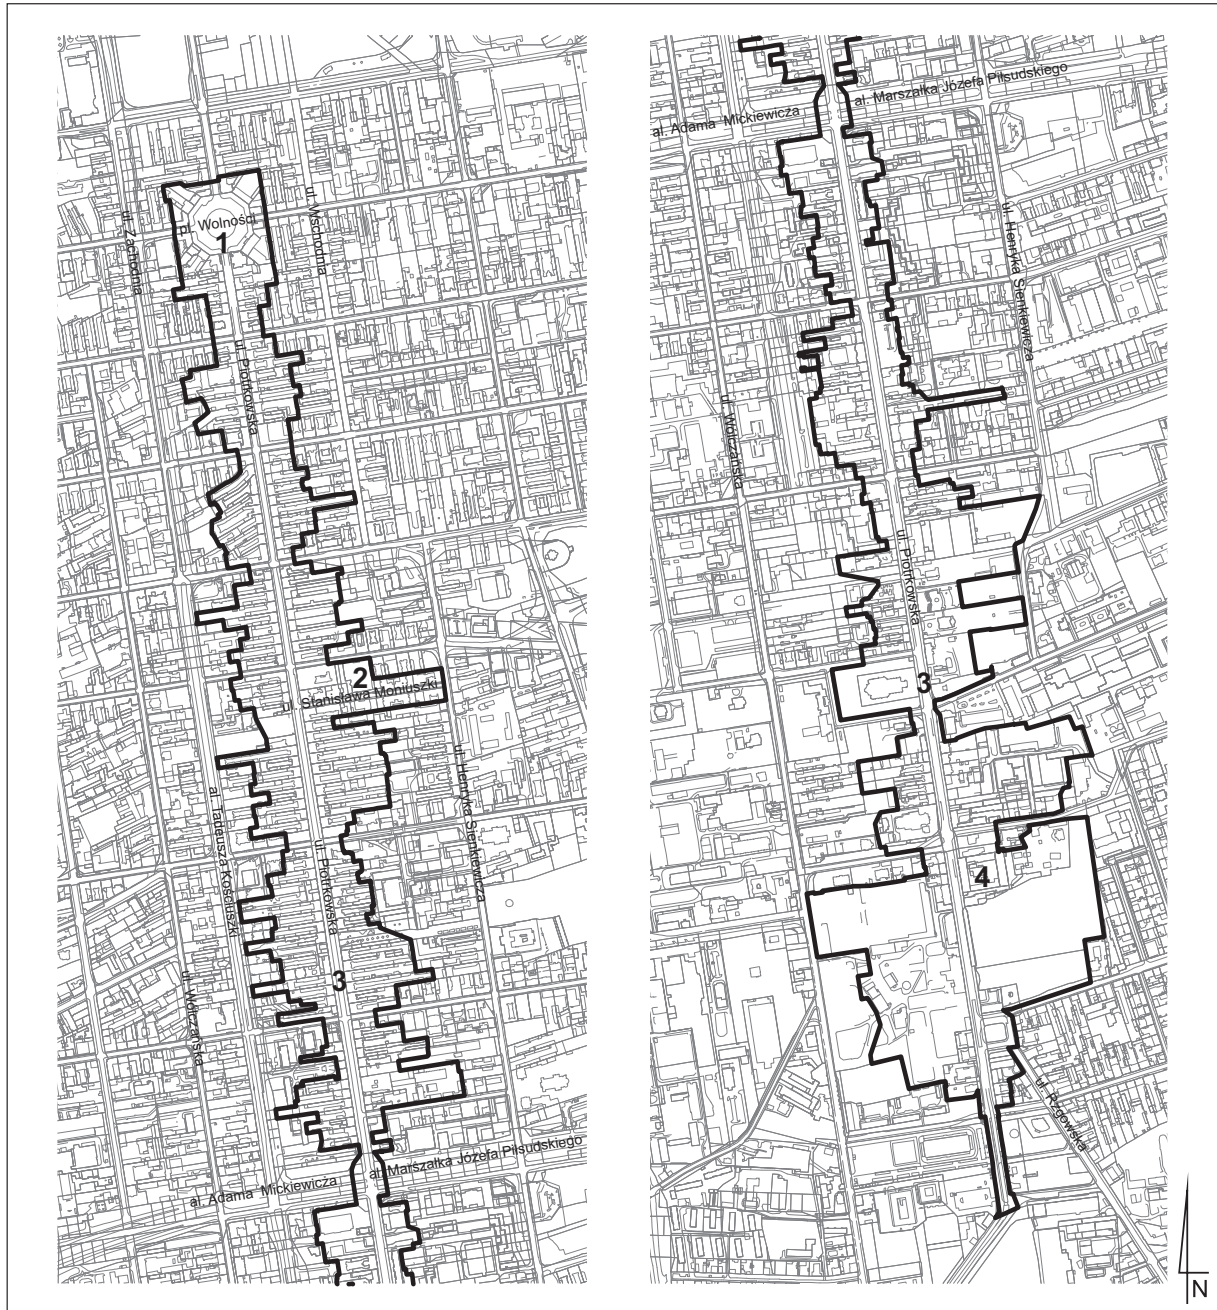 pl. Wolności
1
ul. Zachodnia
ul. Wschodnia
ul. Piotrkowska
2
ul. Stanisława Moniuszki
ul. Henryka Sienkiewicza
al. Tadeusza Kościuszki
ul. Piotrkowska
3
ul. Wólczańska
al. Marszałka Józefa Piłsudskiego
al. Adama Mickiewicza
al. Marszałka Józefa Piłsudskiego
al. Adama Mickiewicza
ul. Henryka Sienkiewicza
ul. Wólczańska
ul. Piotrkowska
3
4
ul. Rzgowska
N